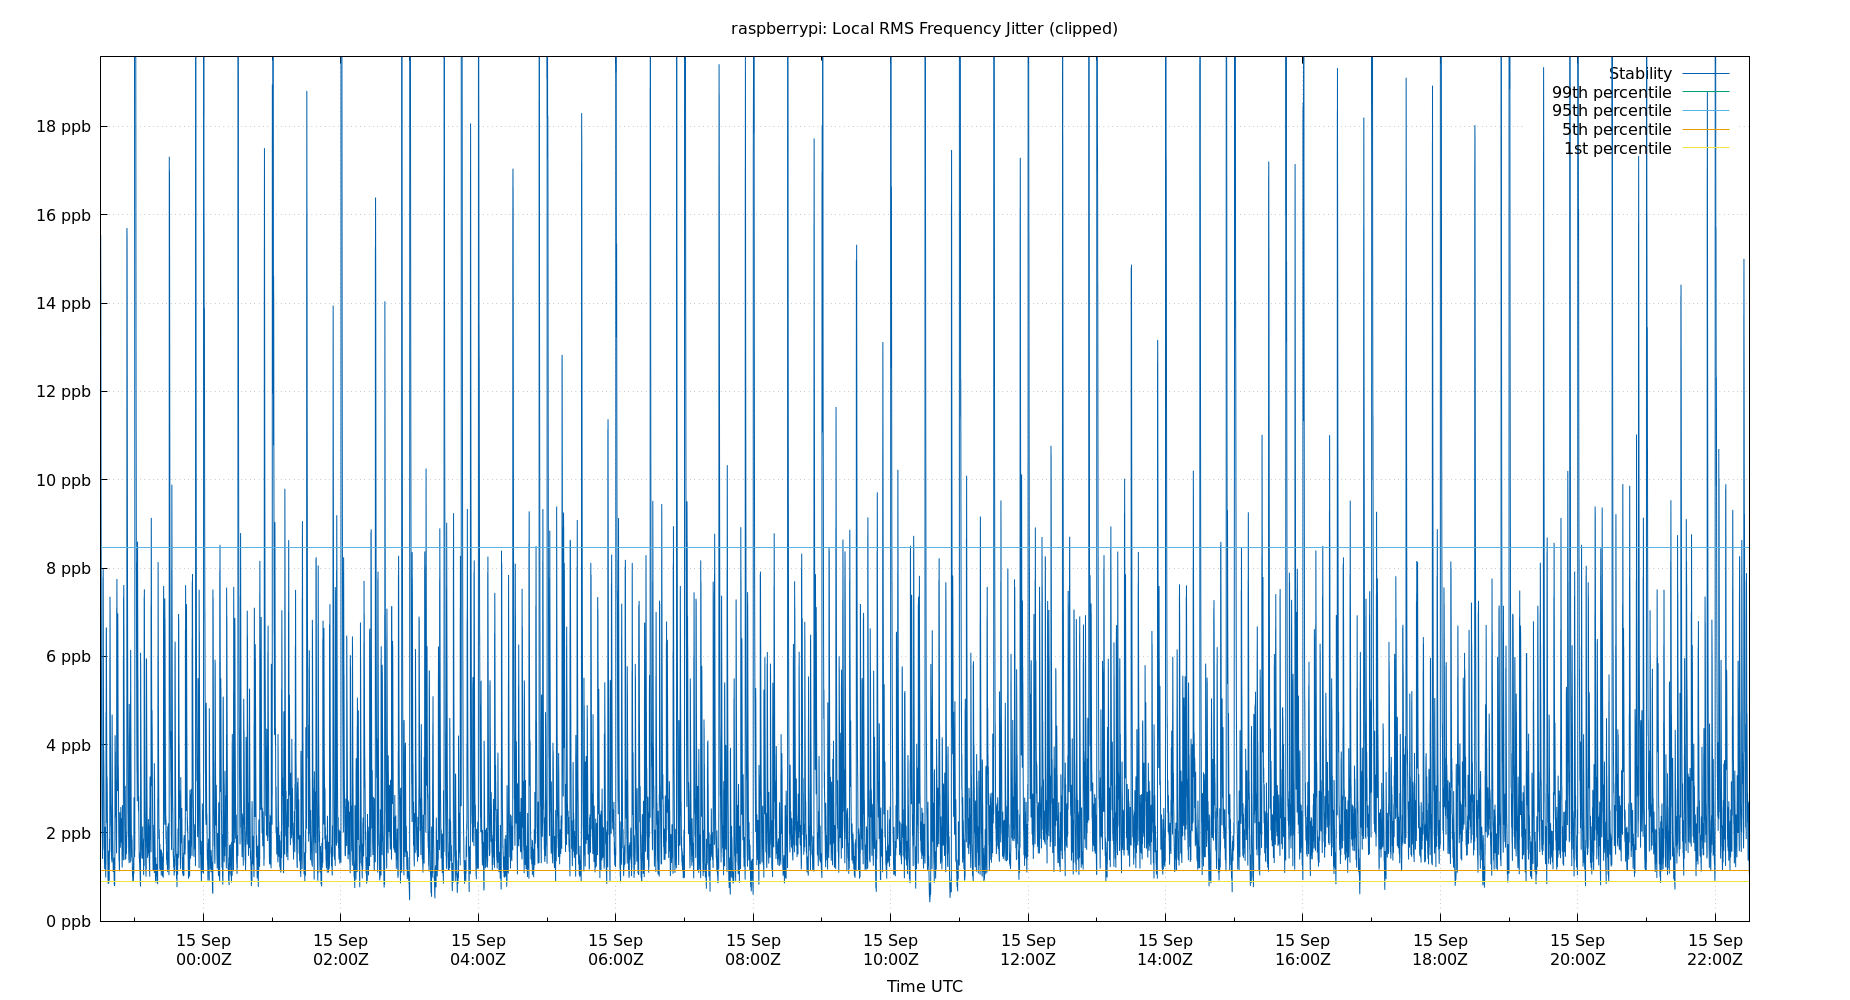 raspberrypi: Local RMS Frequency Jitter (clipped)
Stability
99th percentile
95th percentile
5th percentile
1st percentile
18 ppb
16 ppb
14 ppb
12 ppb
10 ppb
8 ppb
6 ppb
4 ppb
2 ppb
0 ppb
15 Sep 15 Sep 15 Sep 15 Sep 15 Sep 15 Sep 15 Sep 15 Sep 15 Sep 15 Sep 15 Sep 15 Sep
00:00Z 02:00Z 04:00Z 06:00Z 08:00Z 10:00Z 12:00Z 14:00Z 16:00Z 18:00Z 20:00Z 22:00Z
Time UTC